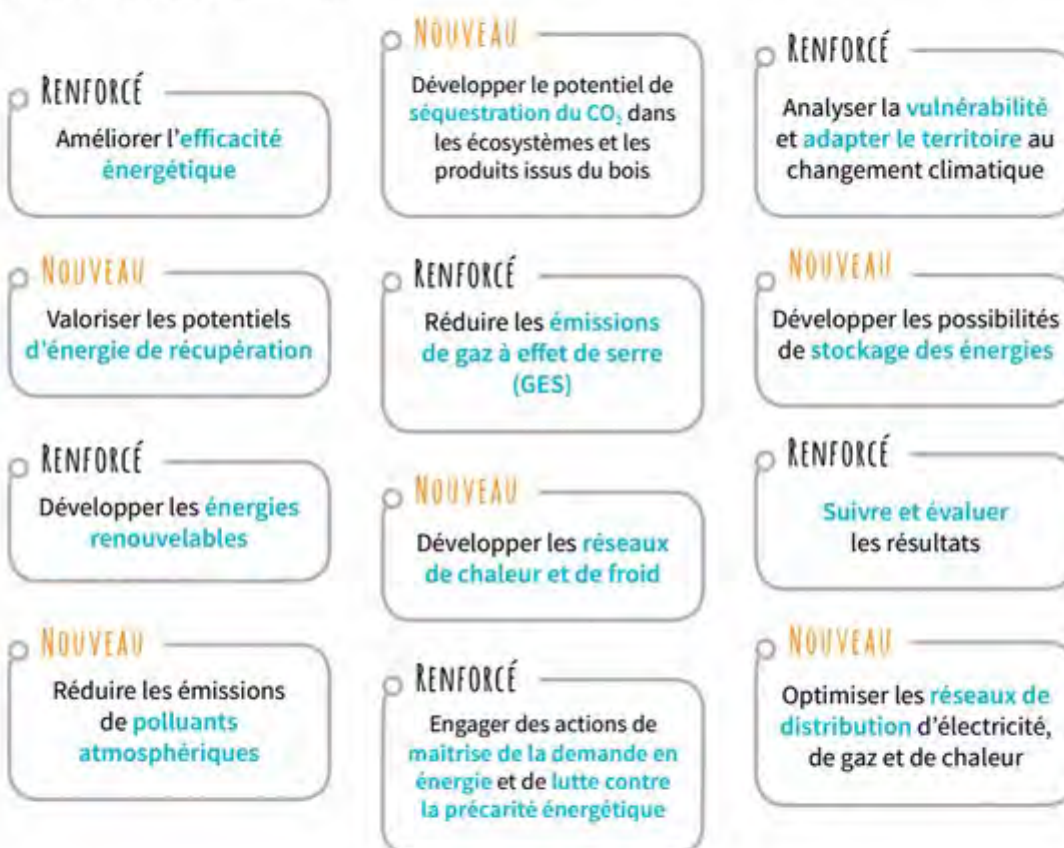 RENFORCÉ
Améliorer l'efficacité
énergétique
NOUVEAU
Valoriser les potentiels
d'énergie de récupération
RENFORCÉ
Développer les énergies
renouvelables
NOUVEAU
Réduire les émissions
de polluants
atmosphériques
NOUVEAU
Développer le potentiel de
séquestration du CO₂ dans
les écosystèmes et les
produits issus du bois
RENFORCÉ
Réduire les émissions
de gaz à effet de serre
(GES)
NOUVEAU
Développer les réseaux
de chaleur et de froid
RENFORCÉ
Engager des actions de
maîtrise de la demande en
énergie et de lutte contre
la précarité énergétique
RENFORCÉ
Analyser la vulnérabilité
et adapter le territoire au
changement climatique
NOUVEAU
Développer les possibilités
de stockage des énergies
RENFORCÉ
Suivre et évaluer
les résultats
NOUVEAU
Optimiser les réseaux de
distribution d'électricité,
de gaz et de chaleur